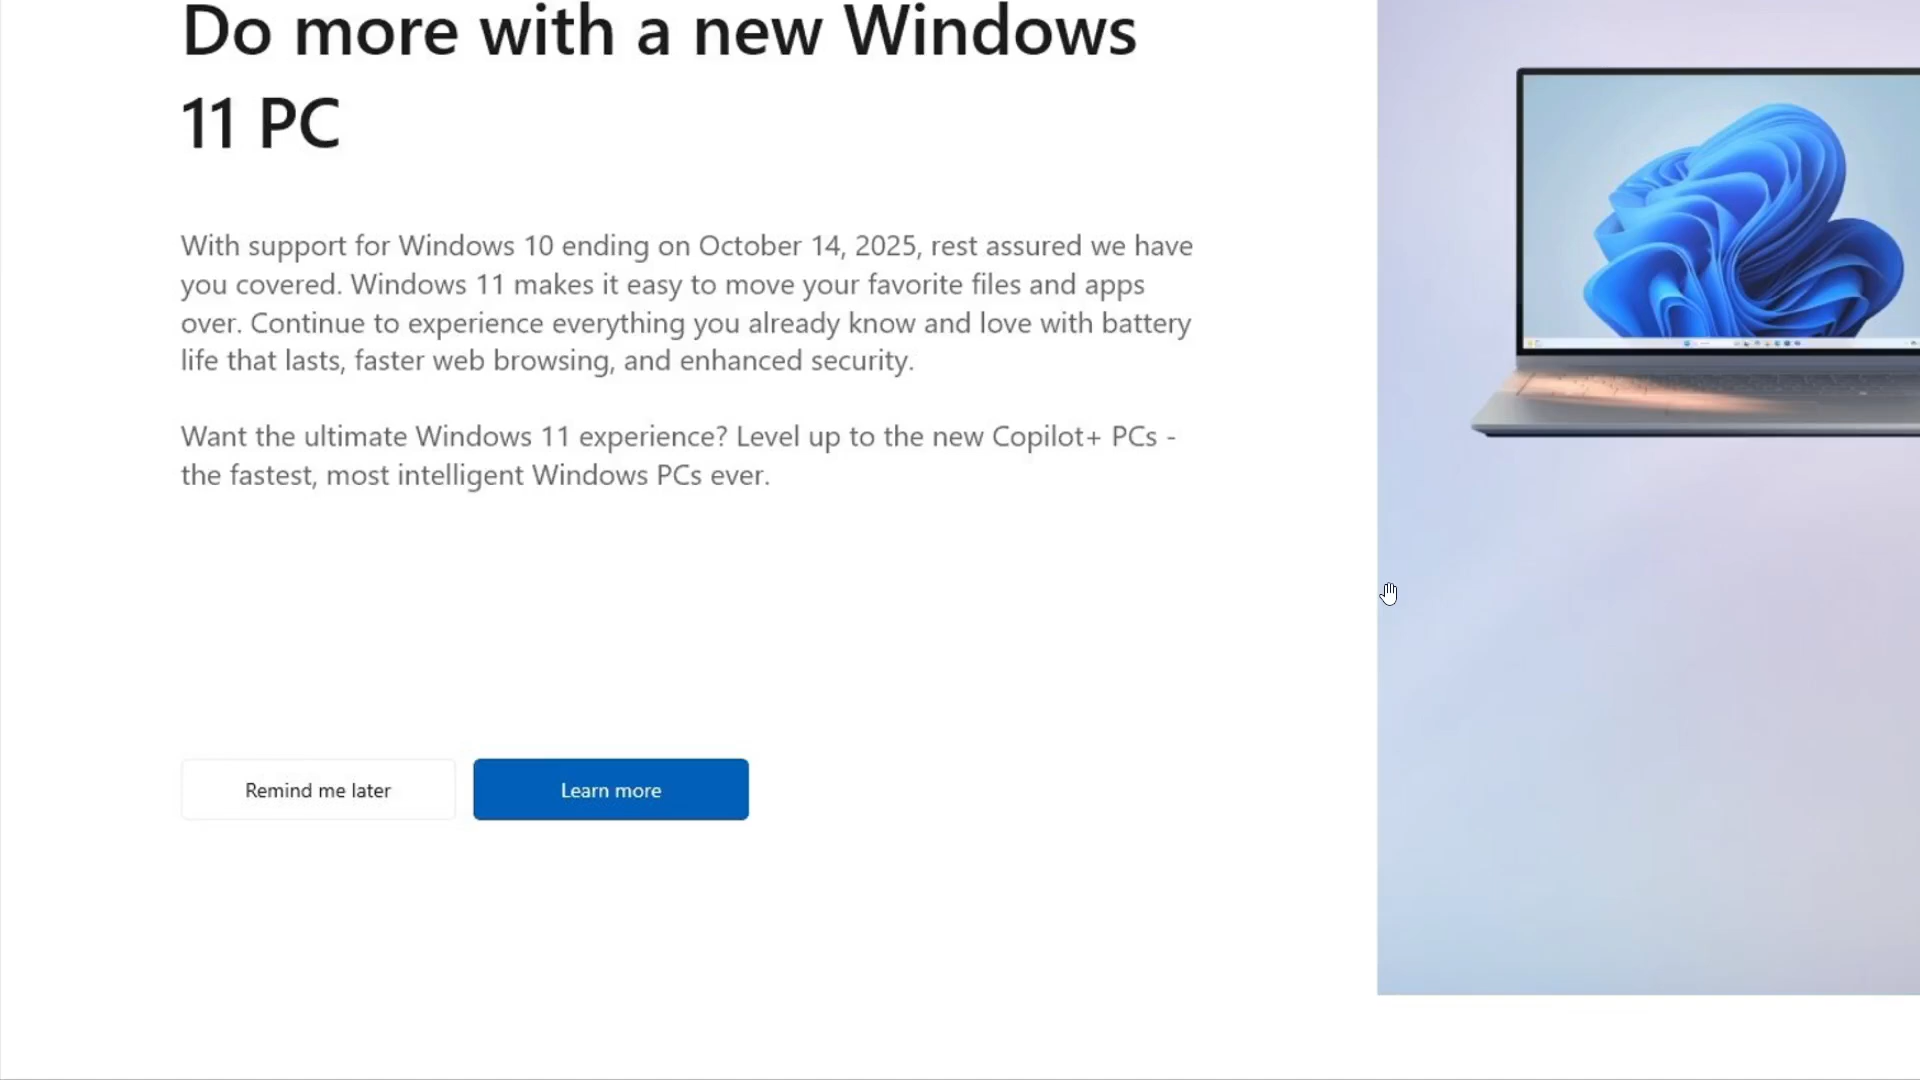 Do more with a new Windows
11 PC
With support for Windows 10 ending on October 14, 2025, rest assured we have
you covered. Windows 11 makes it easy to move your favorite files and apps
over. Continue to experience everything you already know and love with battery
life that lasts, faster web browsing, and enhanced security.
Want the ultimate Windows 11 experience? Level up to the new Copilot+ PCs -
the fastest, most intelligent Windows PCs ever.
Remind me later
Learn more